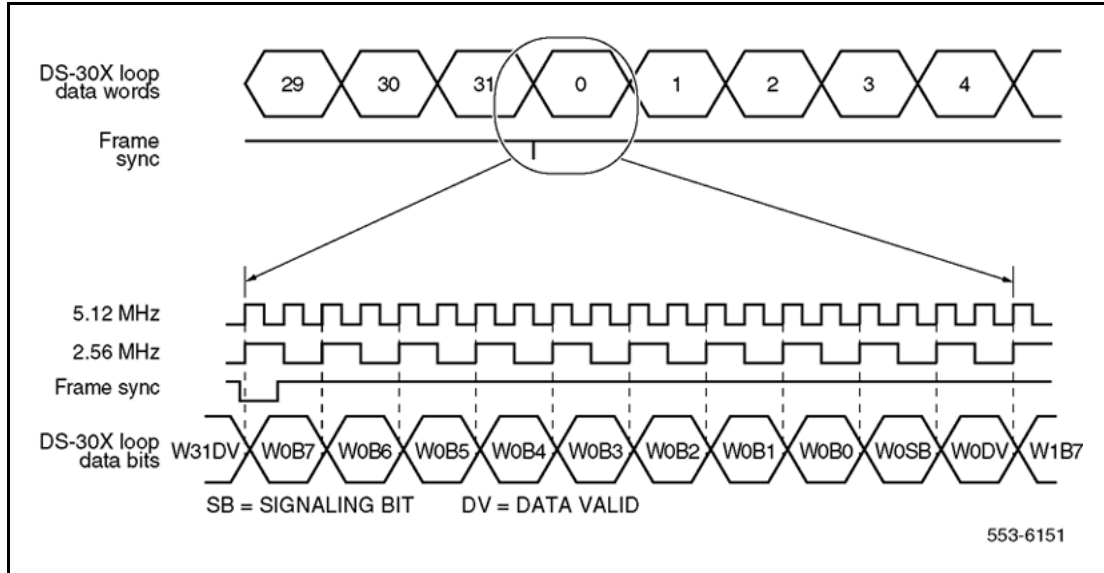 DS-30X loop
data words
29 30 31 0 1 2 3 4
Frame
sync
5.12 MHz
2.56 MHz
Frame sync
DS-30X loop
data bits
W31DV W0B7 W0B6 W0B5 W0B4 W0B3 W0B2 W0B1 W0B0 W0SB W0DV W1B7
SB = SIGNALING BIT DV = DATA VALID
553-6151